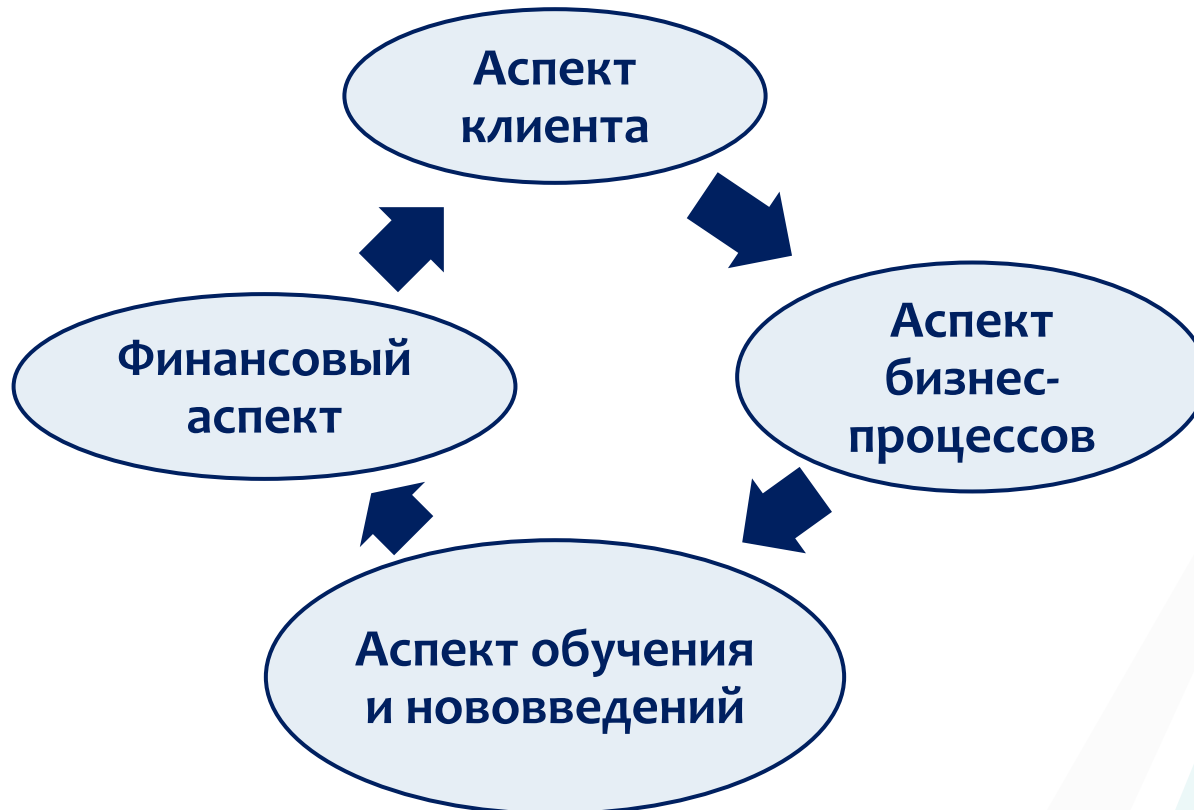 Аспект
клиента
Финансовый
аспект
Аспект
бизнес-
процессов
Аспект обучения
и нововведений